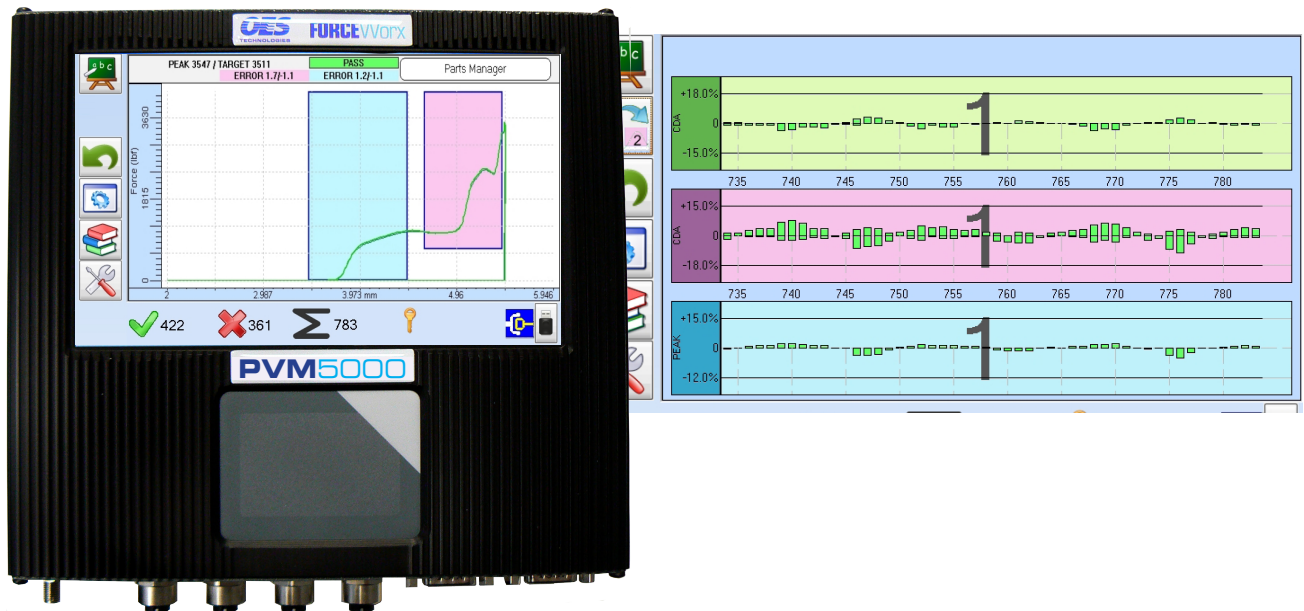 OES
TECHNOLOGIES
FORCEVVorx
abc
PEAK 3547 / TARGET 3511
PASS
ERROR 1.7/-1.1
ERROR 1.2/-1.1
Parts Manager
Force (lbf)
3630
1815
0
2
2.987
3.973 mm
4.96
5.946
422
361
783
PVM5000
b c
2
CDA
+18.0%
0
-15.0%
1
735 740 745 750 755 760 765 770 775 780
CDA
+15.0%
0
-18.0%
1
735 740 745 750 755 760 765 770 775 780
PEAK
+15.0%
0
-12.0%
1